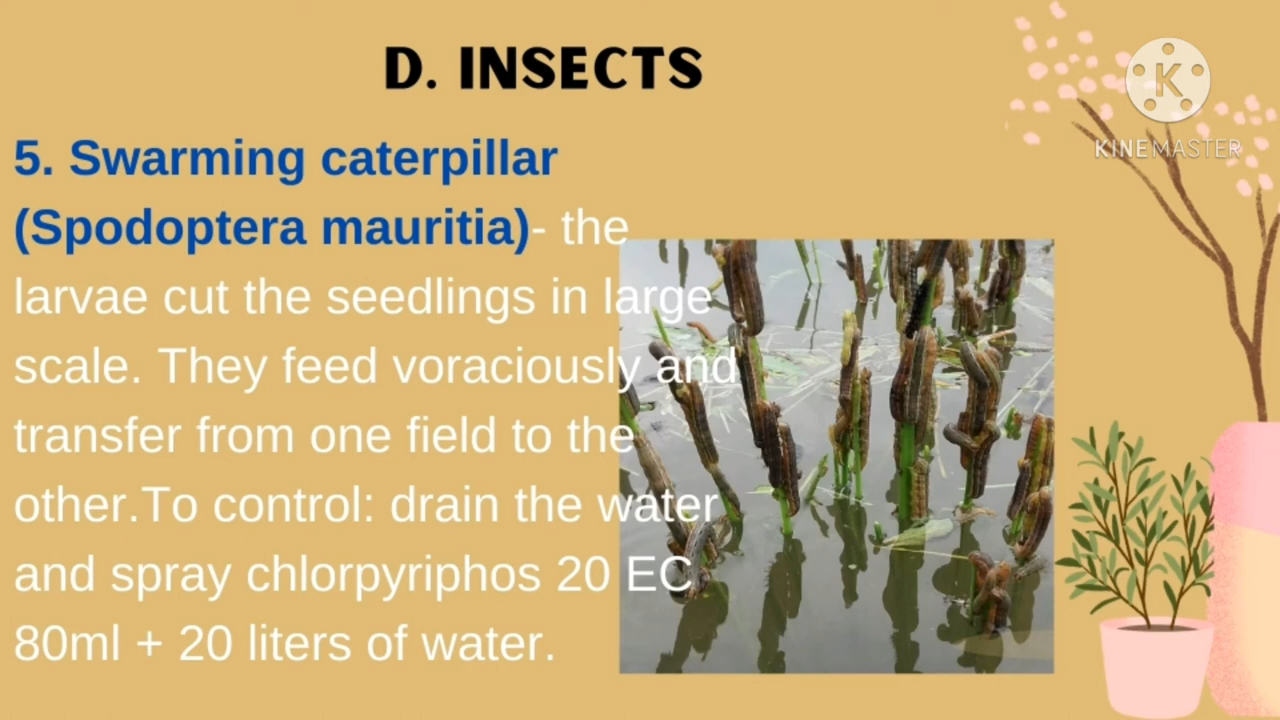 D. INSECTS
K
KINEMASTER
5. Swarming caterpillar
(Spodoptera mauritia)- the
larvae cut the seedlings in large
scale. They feed voraciously and
transfer from one field to the
other.To control: drain the water
and spray chlorpyriphos 20 EC
80ml + 20 liters of water.